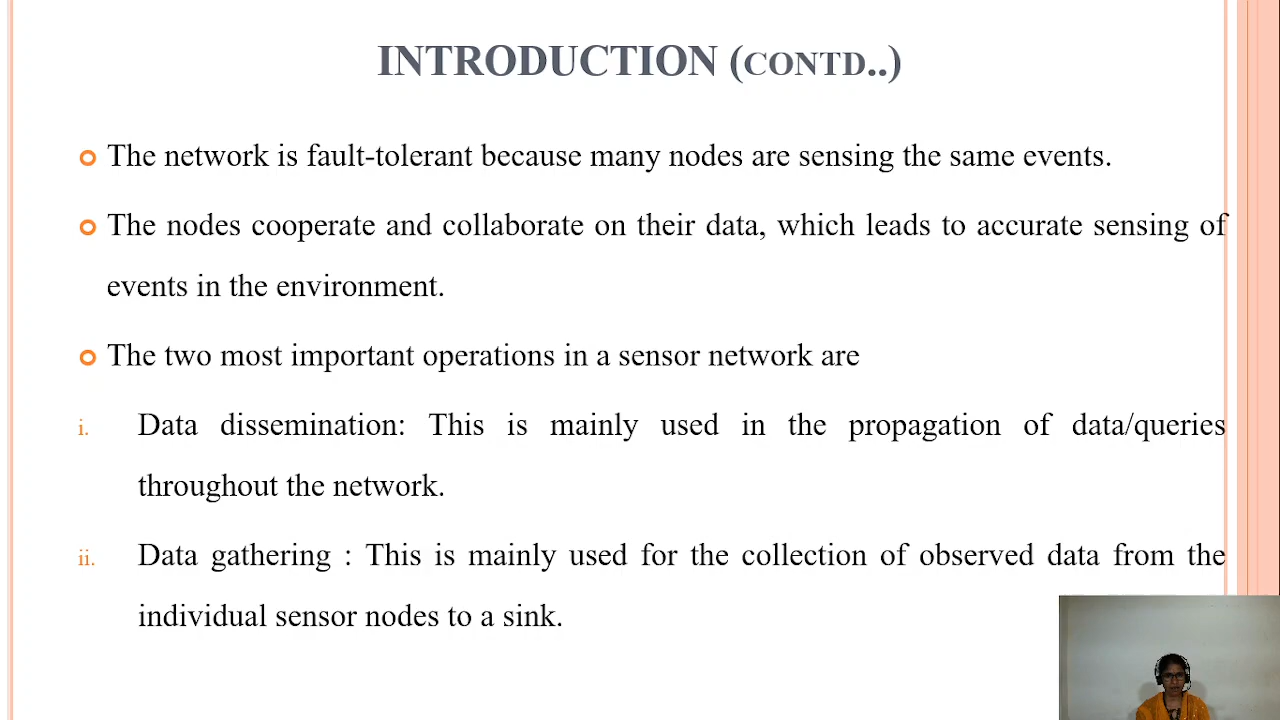 INTRODUCTION (CONTD..)
The network is fault-tolerant because many nodes are sensing the same events.
The nodes cooperate and collaborate on their data, which leads to accurate sensing of
events in the environment.
The two most important operations in a sensor network are
i. Data dissemination: This is mainly used in the propagation of data/queries
throughout the network.
ii. Data gathering : This is mainly used for the collection of observed data from the
individual sensor nodes to a sink.